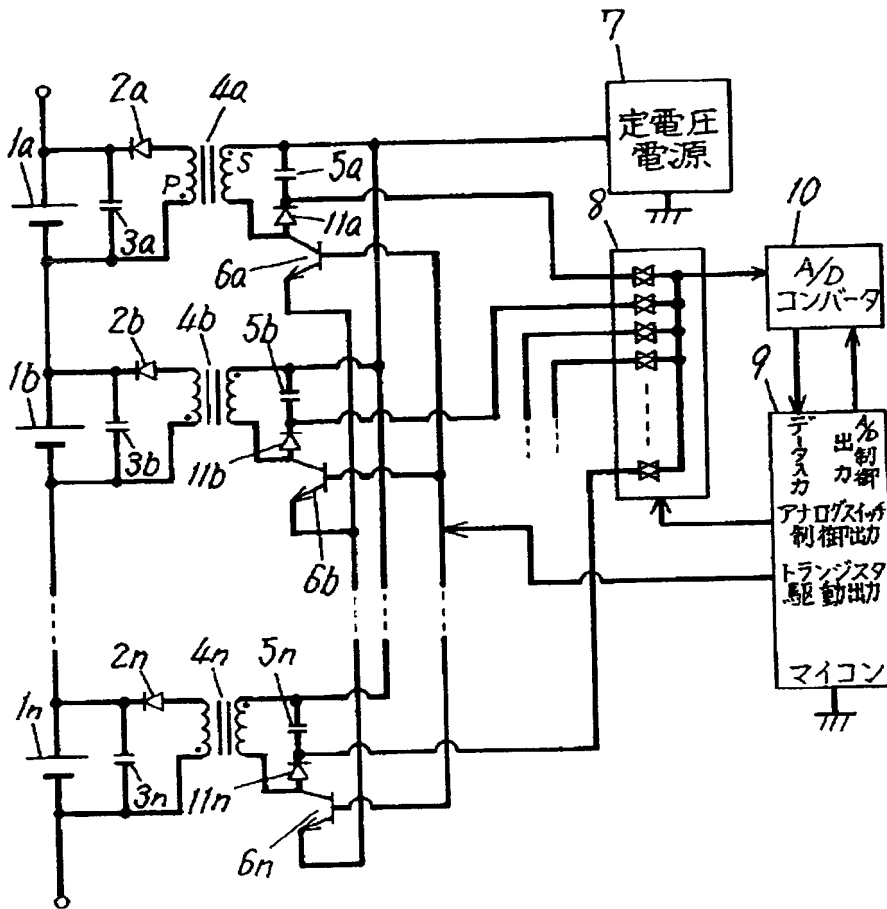 7
定電圧
電源
2a
4a
1a
P
S
5a
3a
11a
6a
8
10
A/D
コンバータ
2b
4b
5b
1b
3b
11b
6b
9
データ入力
A/D制御
出力
アナログスイッチ
制御出力
トランジスタ
駆動出力
マイコン
2n
4n
5n
1n
3n
11n
6n